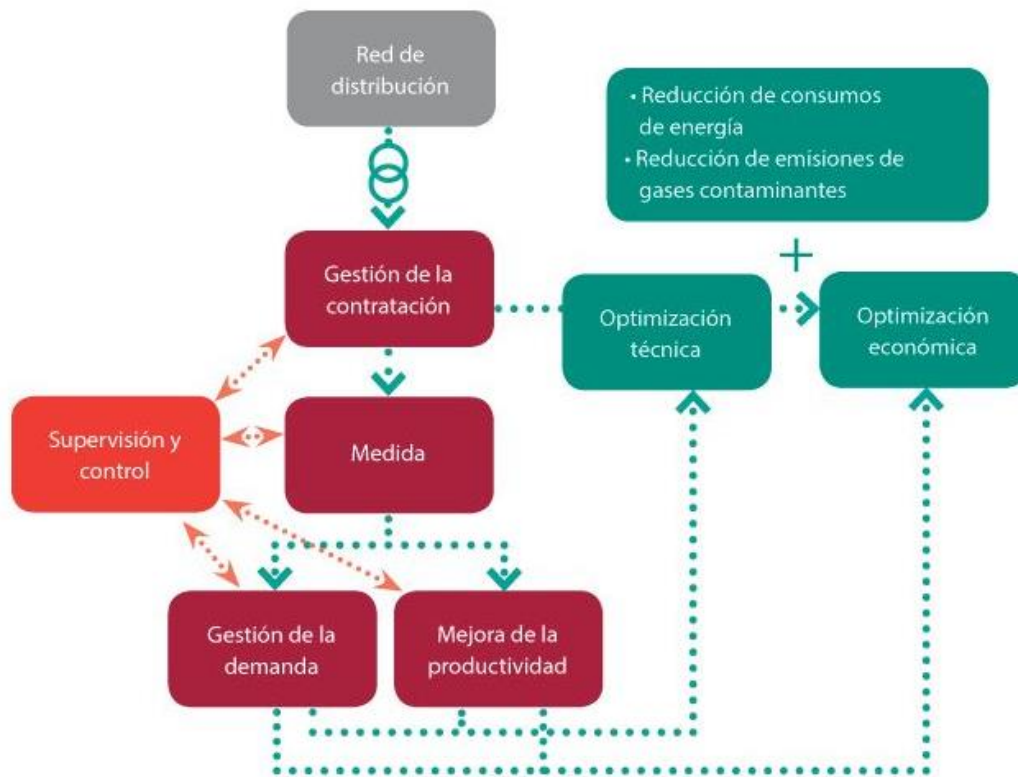 Red de
distribución
• Reducción de consumos
de energía
• Reducción de emisiones de
gases contaminantes
+
Gestión de la
contratación
Optimización
técnica
Optimización
económica
Supervisión y
control
Medida
Gestión de la
demanda
Mejora de la
productividad